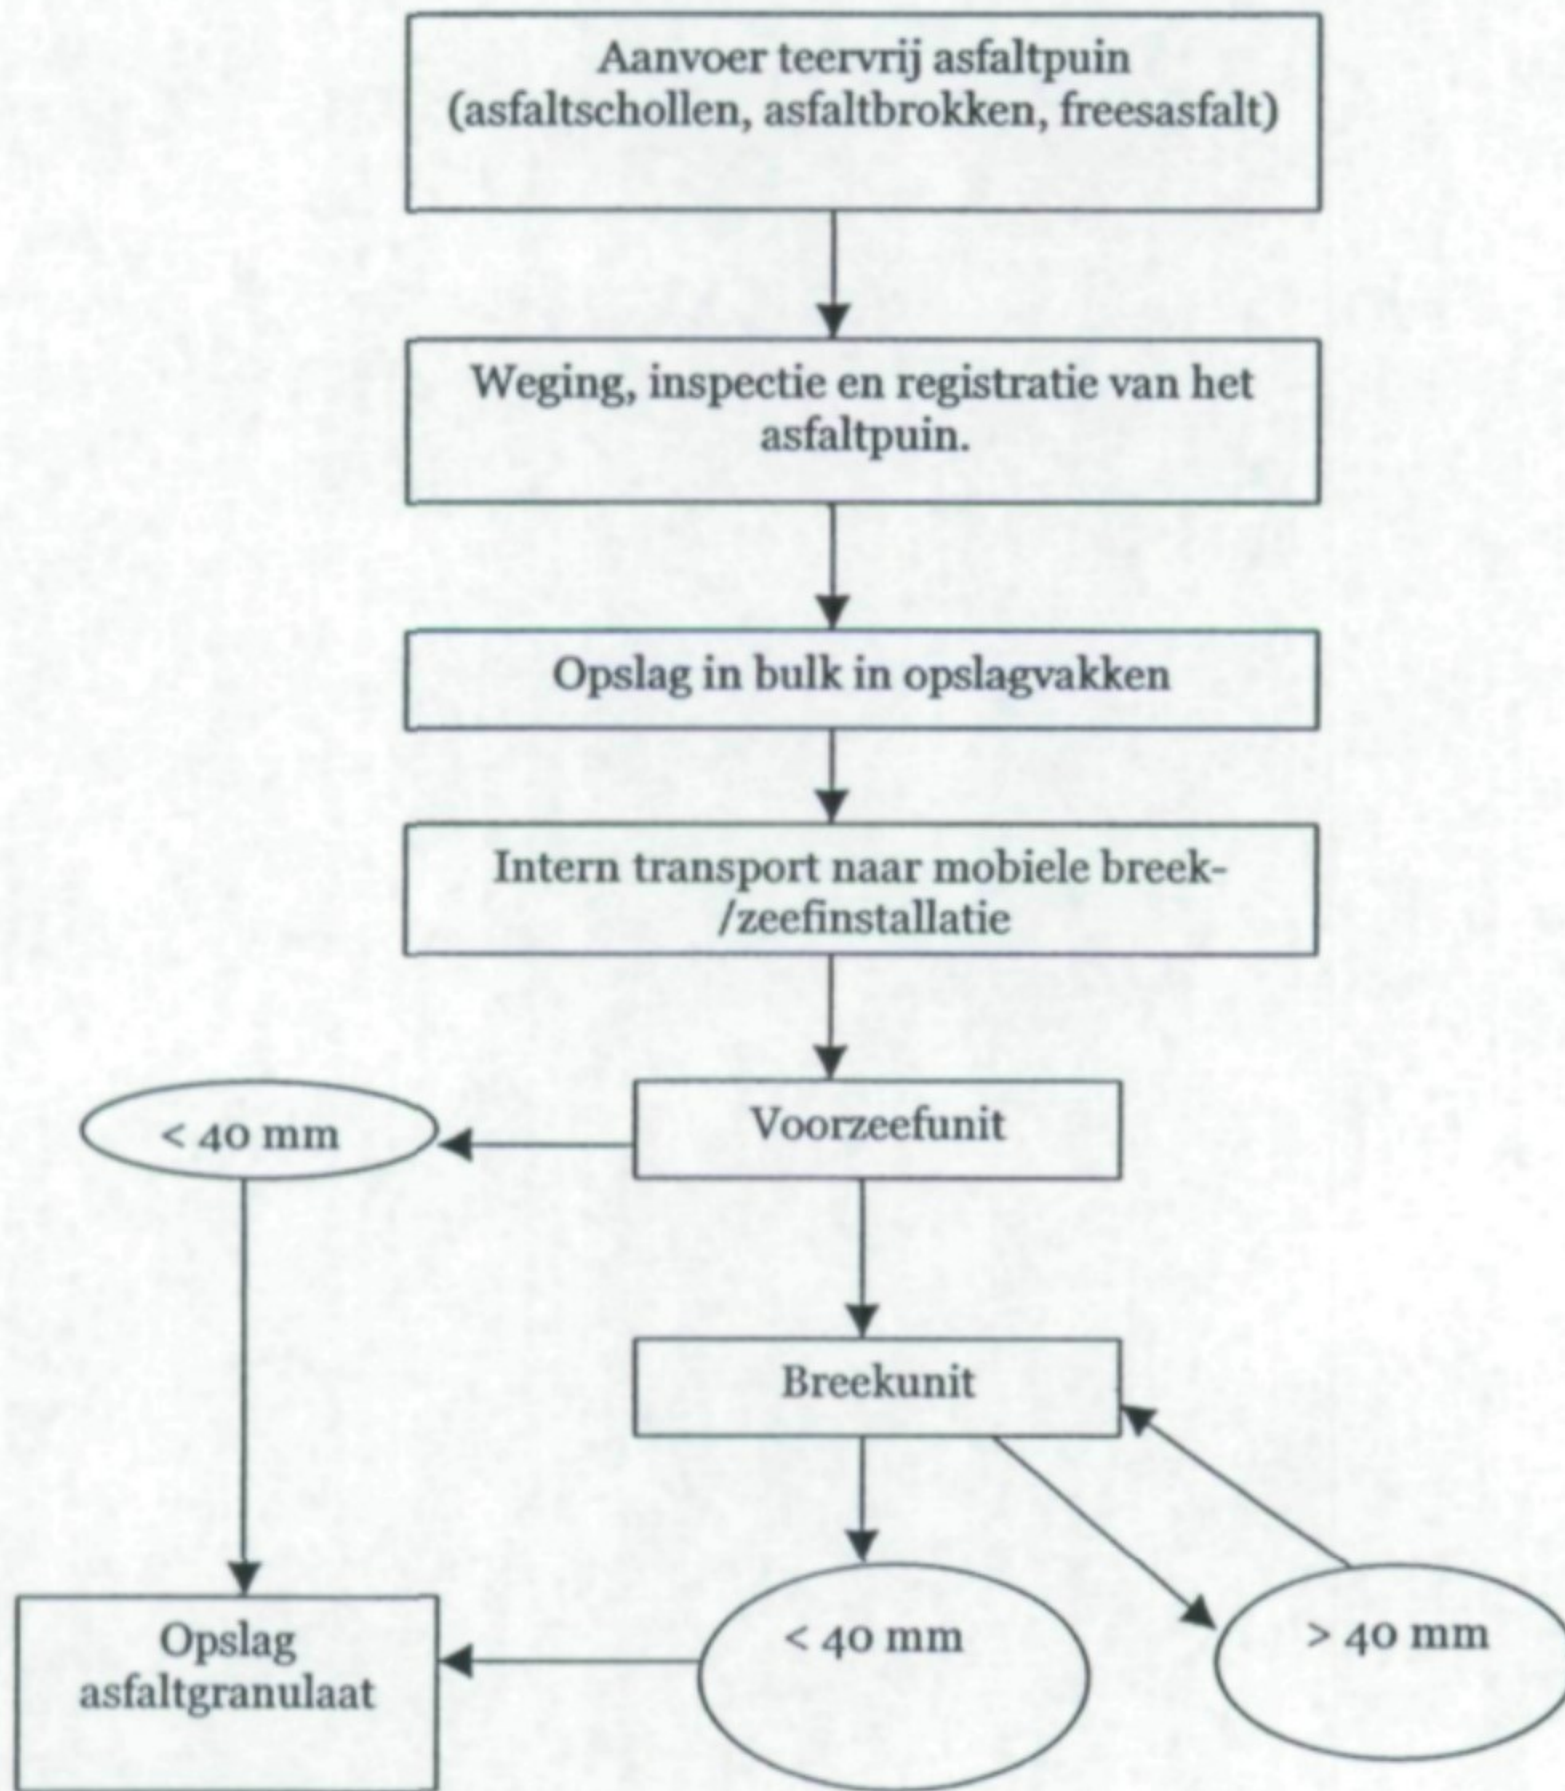 Aanvoer teervrij asfaltpuin
(asfaltschollen, asfaltbrokken, freesasfalt)
Weging, inspectie en registratie van het
asfaltpuin.
Opslag in bulk in opslagvakken
Intern transport naar mobiele breek-
/zeefinstallatie
< 40 mm
Voorzeefunit
Breekunit
Opslag
asfaltgranulaat
< 40 mm
> 40 mm